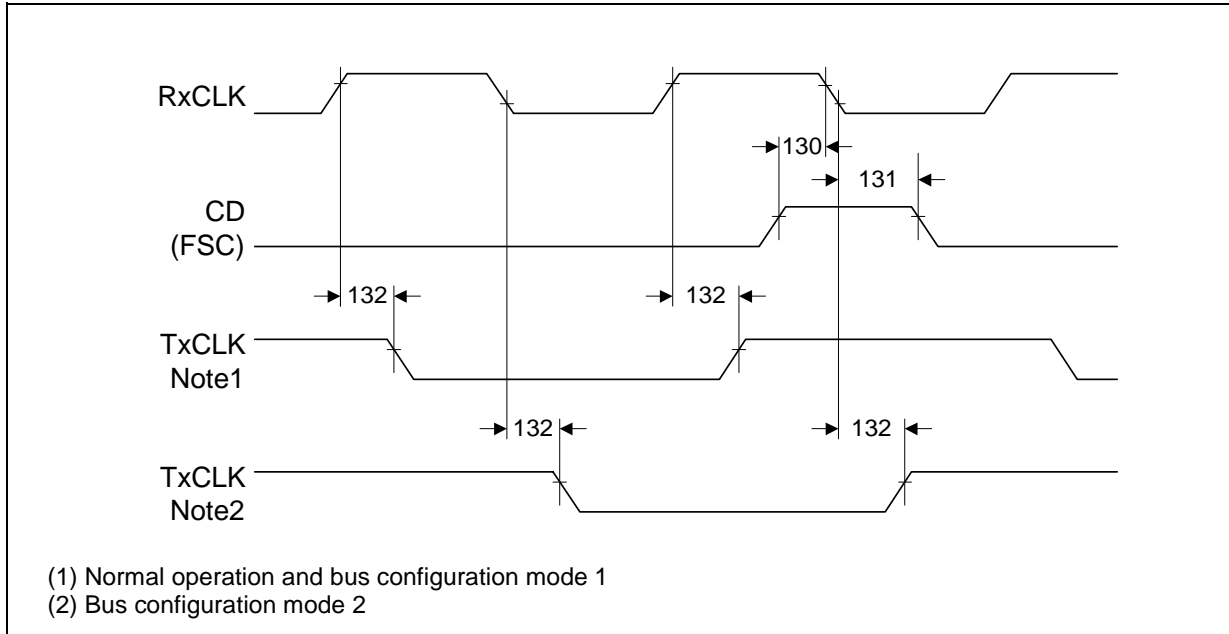 RxCLK
130
131
CD
(FSC)
132
132
TxCLK
Note1
132
132
TxCLK
Note2
(1) Normal operation and bus configuration mode 1
(2) Bus configuration mode 2